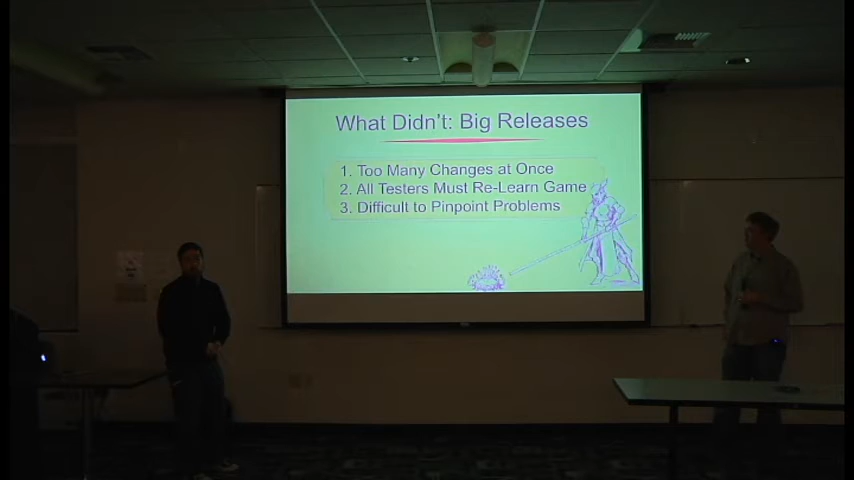 What Didn't: Big Releases
1. Too Many Changes at Once
2. All Testers Must Re-Learn Game
3. Difficult to Pinpoint Problems